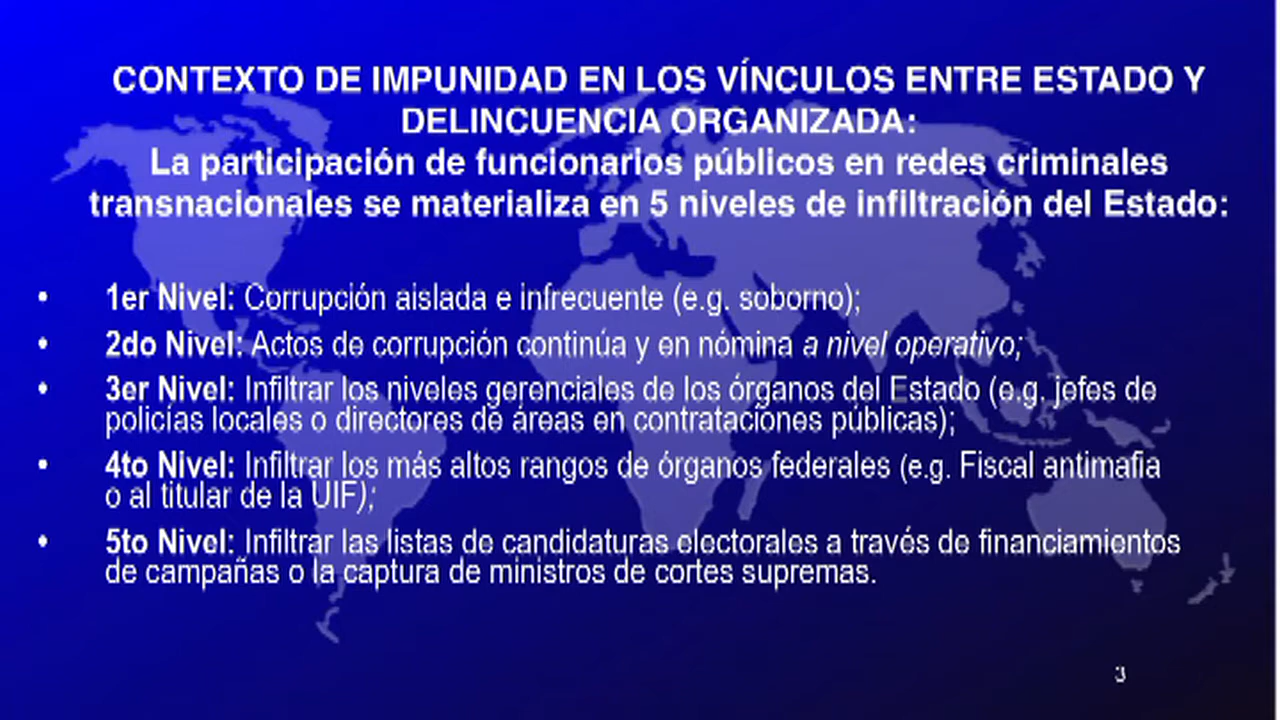 CONTEXTO DE IMPUNIDAD EN LOS VÍNCULOS ENTRE ESTADO Y
DELINCUENCIA ORGANIZADA:
La participación de funcionarios públicos en redes criminales
transnacionales se materializa en 5 niveles de infiltración del Estado:
• 1er Nivel: Corrupción aislada e infrecuente (e.g. soborno);
• 2do Nivel: Actos de corrupción continúa y en nómina a nivel operativo;
• 3er Nivel: Infiltrar los niveles gerenciales de los órganos del Estado (e.g. jefes de
policías locales o directores de áreas en contrataciones públicas);
• 4to Nivel: Infiltrar los más altos rangos de órganos federales (e.g. Fiscal antimafia
o al titular de la UIF);
• 5to Nivel: Infiltrar las listas de candidaturas electorales a través de financiamientos
de campañas o la captura de ministros de cortes supremas.
3